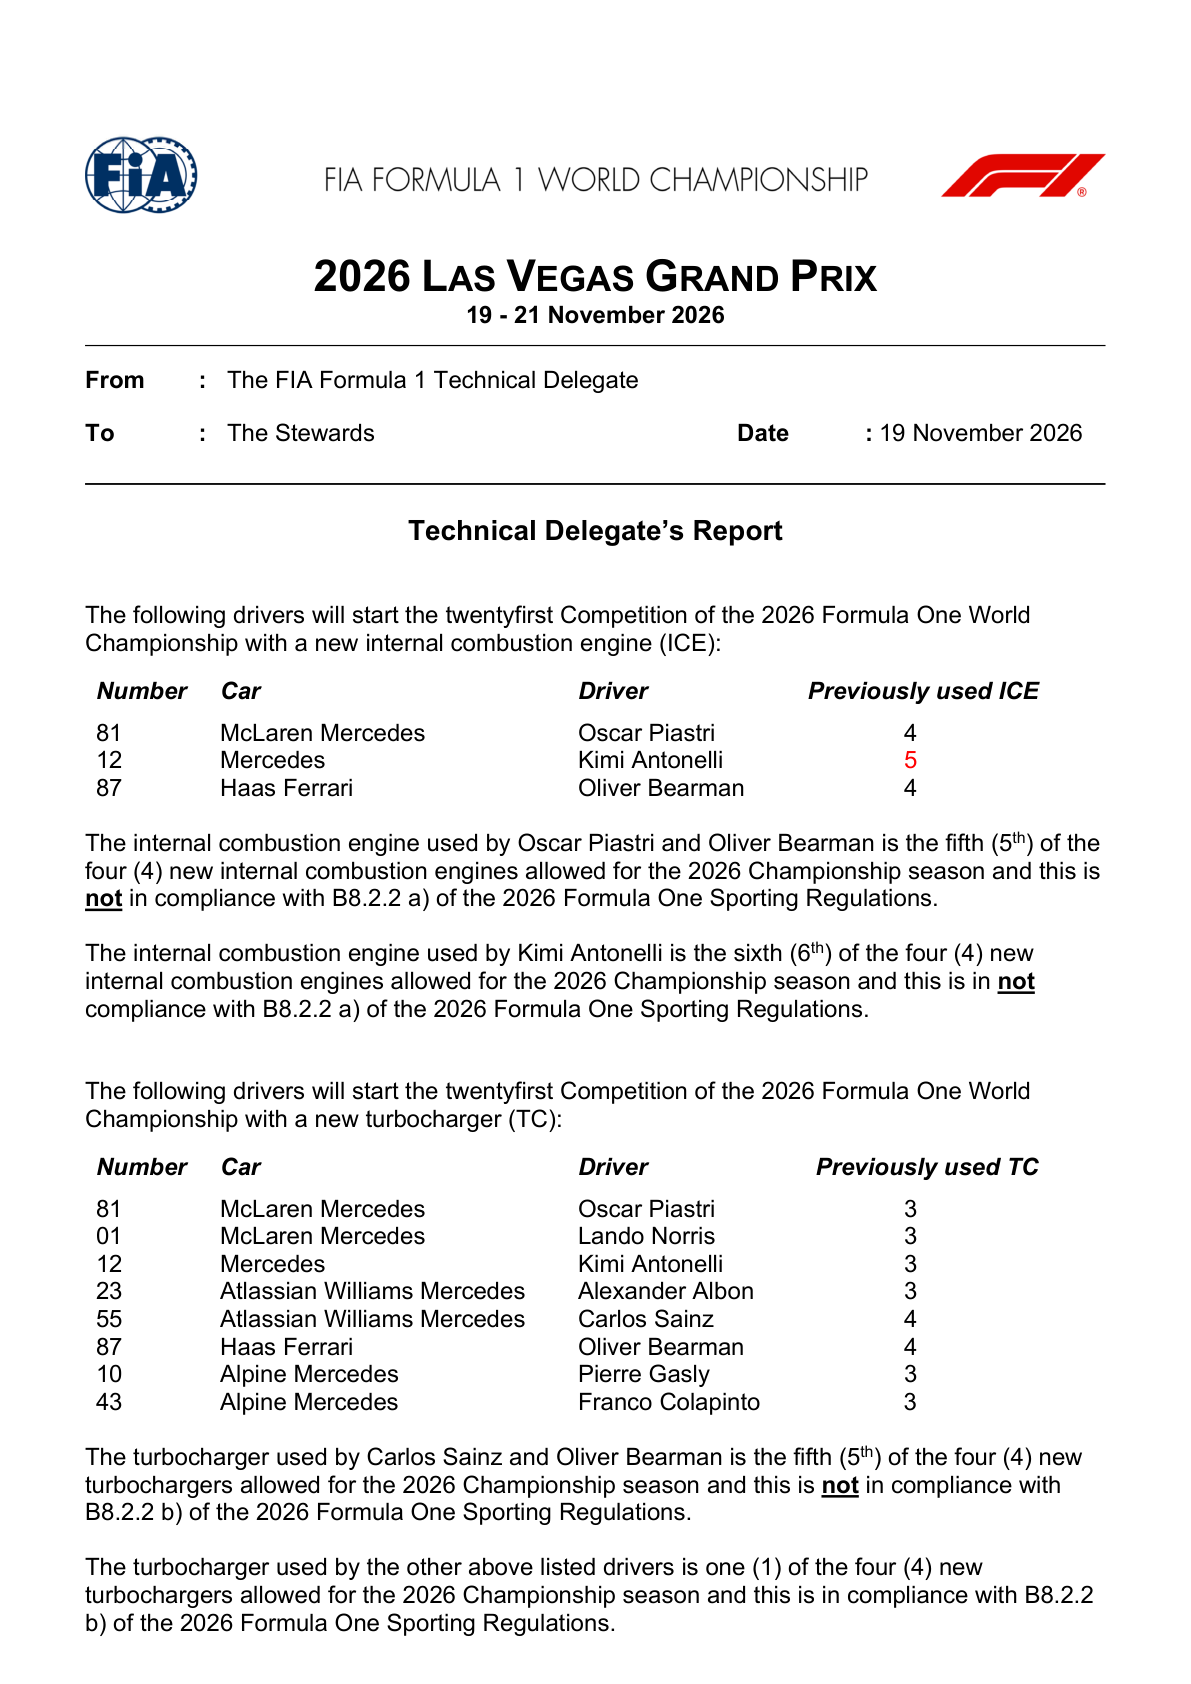 FiA
FIA FORMULA 1 WORLD CHAMPIONSHIP
F1®
2026 LAS VEGAS GRAND PRIX
19 - 21 November 2026
From : The FIA Formula 1 Technical Delegate
To : The Stewards Date : 19 November 2026
Technical Delegate’s Report
The following drivers will start the twentyfirst Competition of the 2026 Formula One World
Championship with a new internal combustion engine (ICE):
Number Car Driver Previously used ICE
81 McLaren Mercedes Oscar Piastri 4
12 Mercedes Kimi Antonelli 5
87 Haas Ferrari Oliver Bearman 4
The internal combustion engine used by Oscar Piastri and Oliver Bearman is the fifth (5th) of the
four (4) new internal combustion engines allowed for the 2026 Championship season and this is
not in compliance with B8.2.2 a) of the 2026 Formula One Sporting Regulations.
The internal combustion engine used by Kimi Antonelli is the sixth (6th) of the four (4) new
internal combustion engines allowed for the 2026 Championship season and this is in not
compliance with B8.2.2 a) of the 2026 Formula One Sporting Regulations.
The following drivers will start the twentyfirst Competition of the 2026 Formula One World
Championship with a new turbocharger (TC):
Number Car Driver Previously used TC
81 McLaren Mercedes Oscar Piastri 3
01 McLaren Mercedes Lando Norris 3
12 Mercedes Kimi Antonelli 3
23 Atlassian Williams Mercedes Alexander Albon 3
55 Atlassian Williams Mercedes Carlos Sainz 4
87 Haas Ferrari Oliver Bearman 4
10 Alpine Mercedes Pierre Gasly 3
43 Alpine Mercedes Franco Colapinto 3
The turbocharger used by Carlos Sainz and Oliver Bearman is the fifth (5th) of the four (4) new
turbochargers allowed for the 2026 Championship season and this is not in compliance with
B8.2.2 b) of the 2026 Formula One Sporting Regulations.
The turbocharger used by the other above listed drivers is one (1) of the four (4) new
turbochargers allowed for the 2026 Championship season and this is in compliance with B8.2.2
b) of the 2026 Formula One Sporting Regulations.